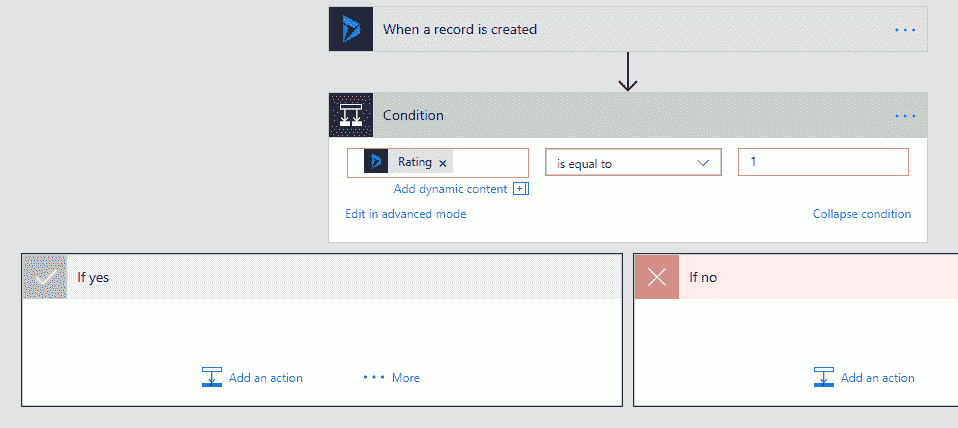 When a record is created
Condition
Rating × is equal to 1
Add dynamic content
Edit in advanced mode Collapse condition
If yes If no
Add an action More Add an action